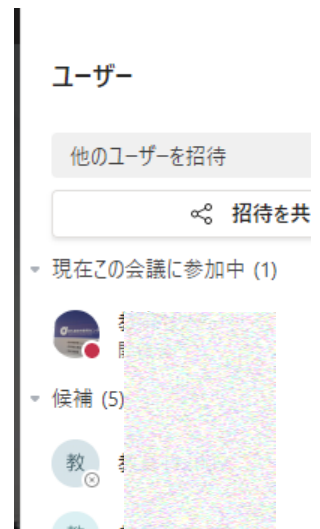 ユーザー
他のユーザーを招待
招待を共
現在この会議に参加中 (1)
候補 (5)
教